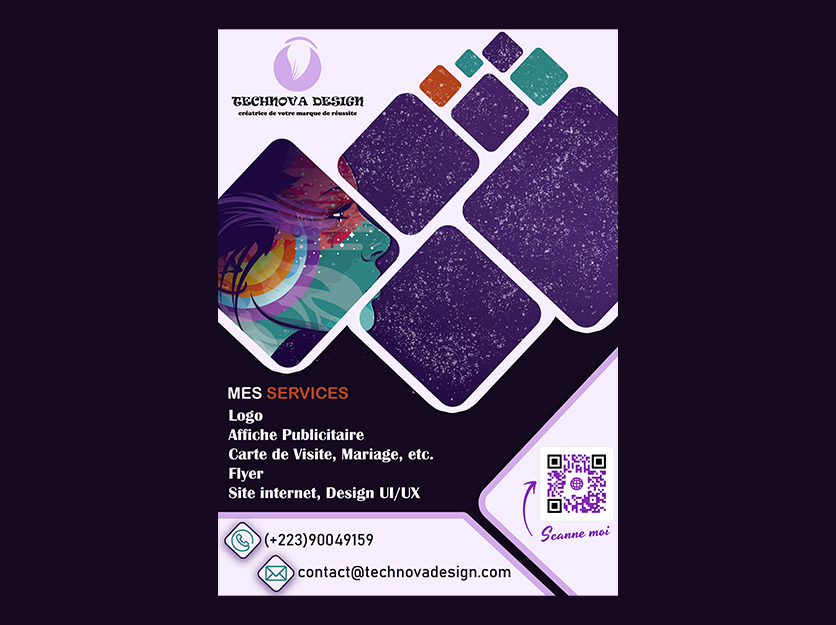 TECHNOVA DESIGN
créatrice de votre marque de réussite
MES SERVICES
Logo
Affiche Publicitaire
Carte de Visite, Mariage, etc.
Flyer
Site internet, Design UI/UX
Scanne moi
(+223)90049159
contact@technovadesign.com